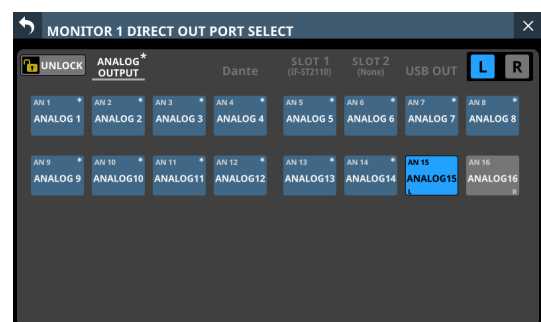 MONITOR 1 DIRECT OUT PORT SELECT
UNLOCK
ANALOG*
OUTPUT
Dante
SLOT 1
(IF-ST2110)
SLOT 2
(None)
USB OUT
L
R
AN 1 *
ANALOG 1
AN 2 *
ANALOG 2
AN 3 *
ANALOG 3
AN 4 *
ANALOG 4
AN 5 *
ANALOG 5
AN 6 *
ANALOG 6
AN 7 *
ANALOG 7
AN 8 *
ANALOG 8
AN 9 *
ANALOG 9
AN 10 *
ANALOG10
AN 11 *
ANALOG11
AN 12 *
ANALOG12
AN 13 *
ANALOG13
AN 14 *
ANALOG14
AN 15
ANALOG15
L
AN 16
ANALOG16
R